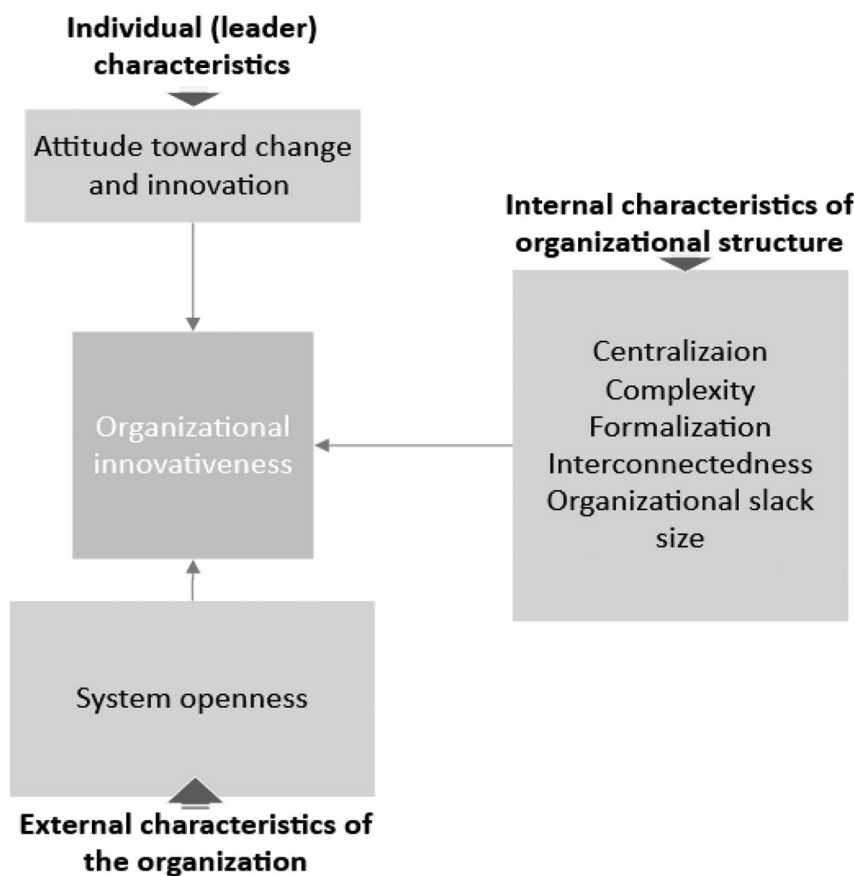 Individual (leader)
characteristics
Attitude toward change
and innovation
Internal characteristics of
organizational structure
Centralizaion
Complexity
Formalization
Interconnectedness
Organizational slack
size
Organizational
innovativeness
System openness
External characteristics of
the organization